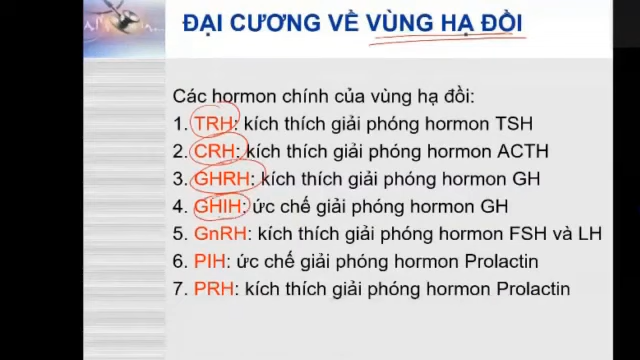 ĐẠI CƯƠNG VỀ VÙNG HẠ ĐỒI
Các hormon chính của vùng hạ đồi:
1. TRH: kích thích giải phóng hormon TSH
2. CRH: kích thích giải phóng hormon ACTH
3. GHRH: kích thích giải phóng hormon GH
4. GHIH: ức chế giải phóng hormon GH
5. GnRH: kích thích giải phóng hormon FSH và LH
6. PIH: ức chế giải phóng hormon Prolactin
7. PRH: kích thích giải phóng hormon Prolactin